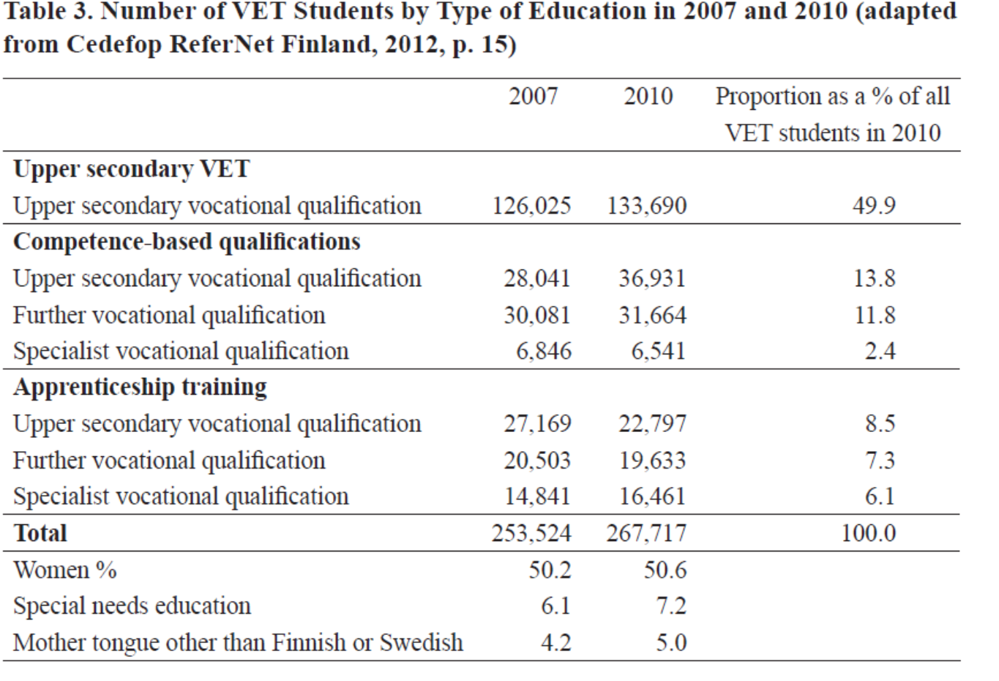 Table 3. Number of VET Students by Type of Education in 2007 and 2010 (adapted
from Cedefop ReferNet Finland, 2012, p. 15)
2007 2010 Proportion as a % of all
VET students in 2010
Upper secondary VET
Upper secondary vocational qualification 126,025 133,690 49.9
Competence-based qualifications
Upper secondary vocational qualification 28,041 36,931 13.8
Further vocational qualification 30,081 31,664 11.8
Specialist vocational qualification 6,846 6,541 2.4
Apprenticeship training
Upper secondary vocational qualification 27,169 22,797 8.5
Further vocational qualification 20,503 19,633 7.3
Specialist vocational qualification 14,841 16,461 6.1
Total 253,524 267,717 100.0
Women % 50.2 50.6
Special needs education 6.1 7.2
Mother tongue other than Finnish or Swedish 4.2 5.0